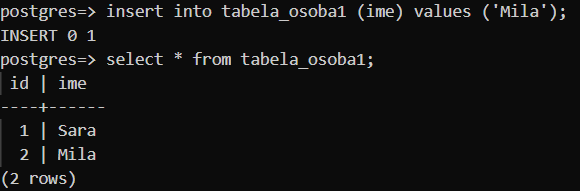 postgres=> insert into tabela_osoba1 (ime) values ('Mila');
INSERT 0 1
postgres=> select * from tabela_osoba1;
 id | ime
----+------
  1 | Sara
  2 | Mila
(2 rows)